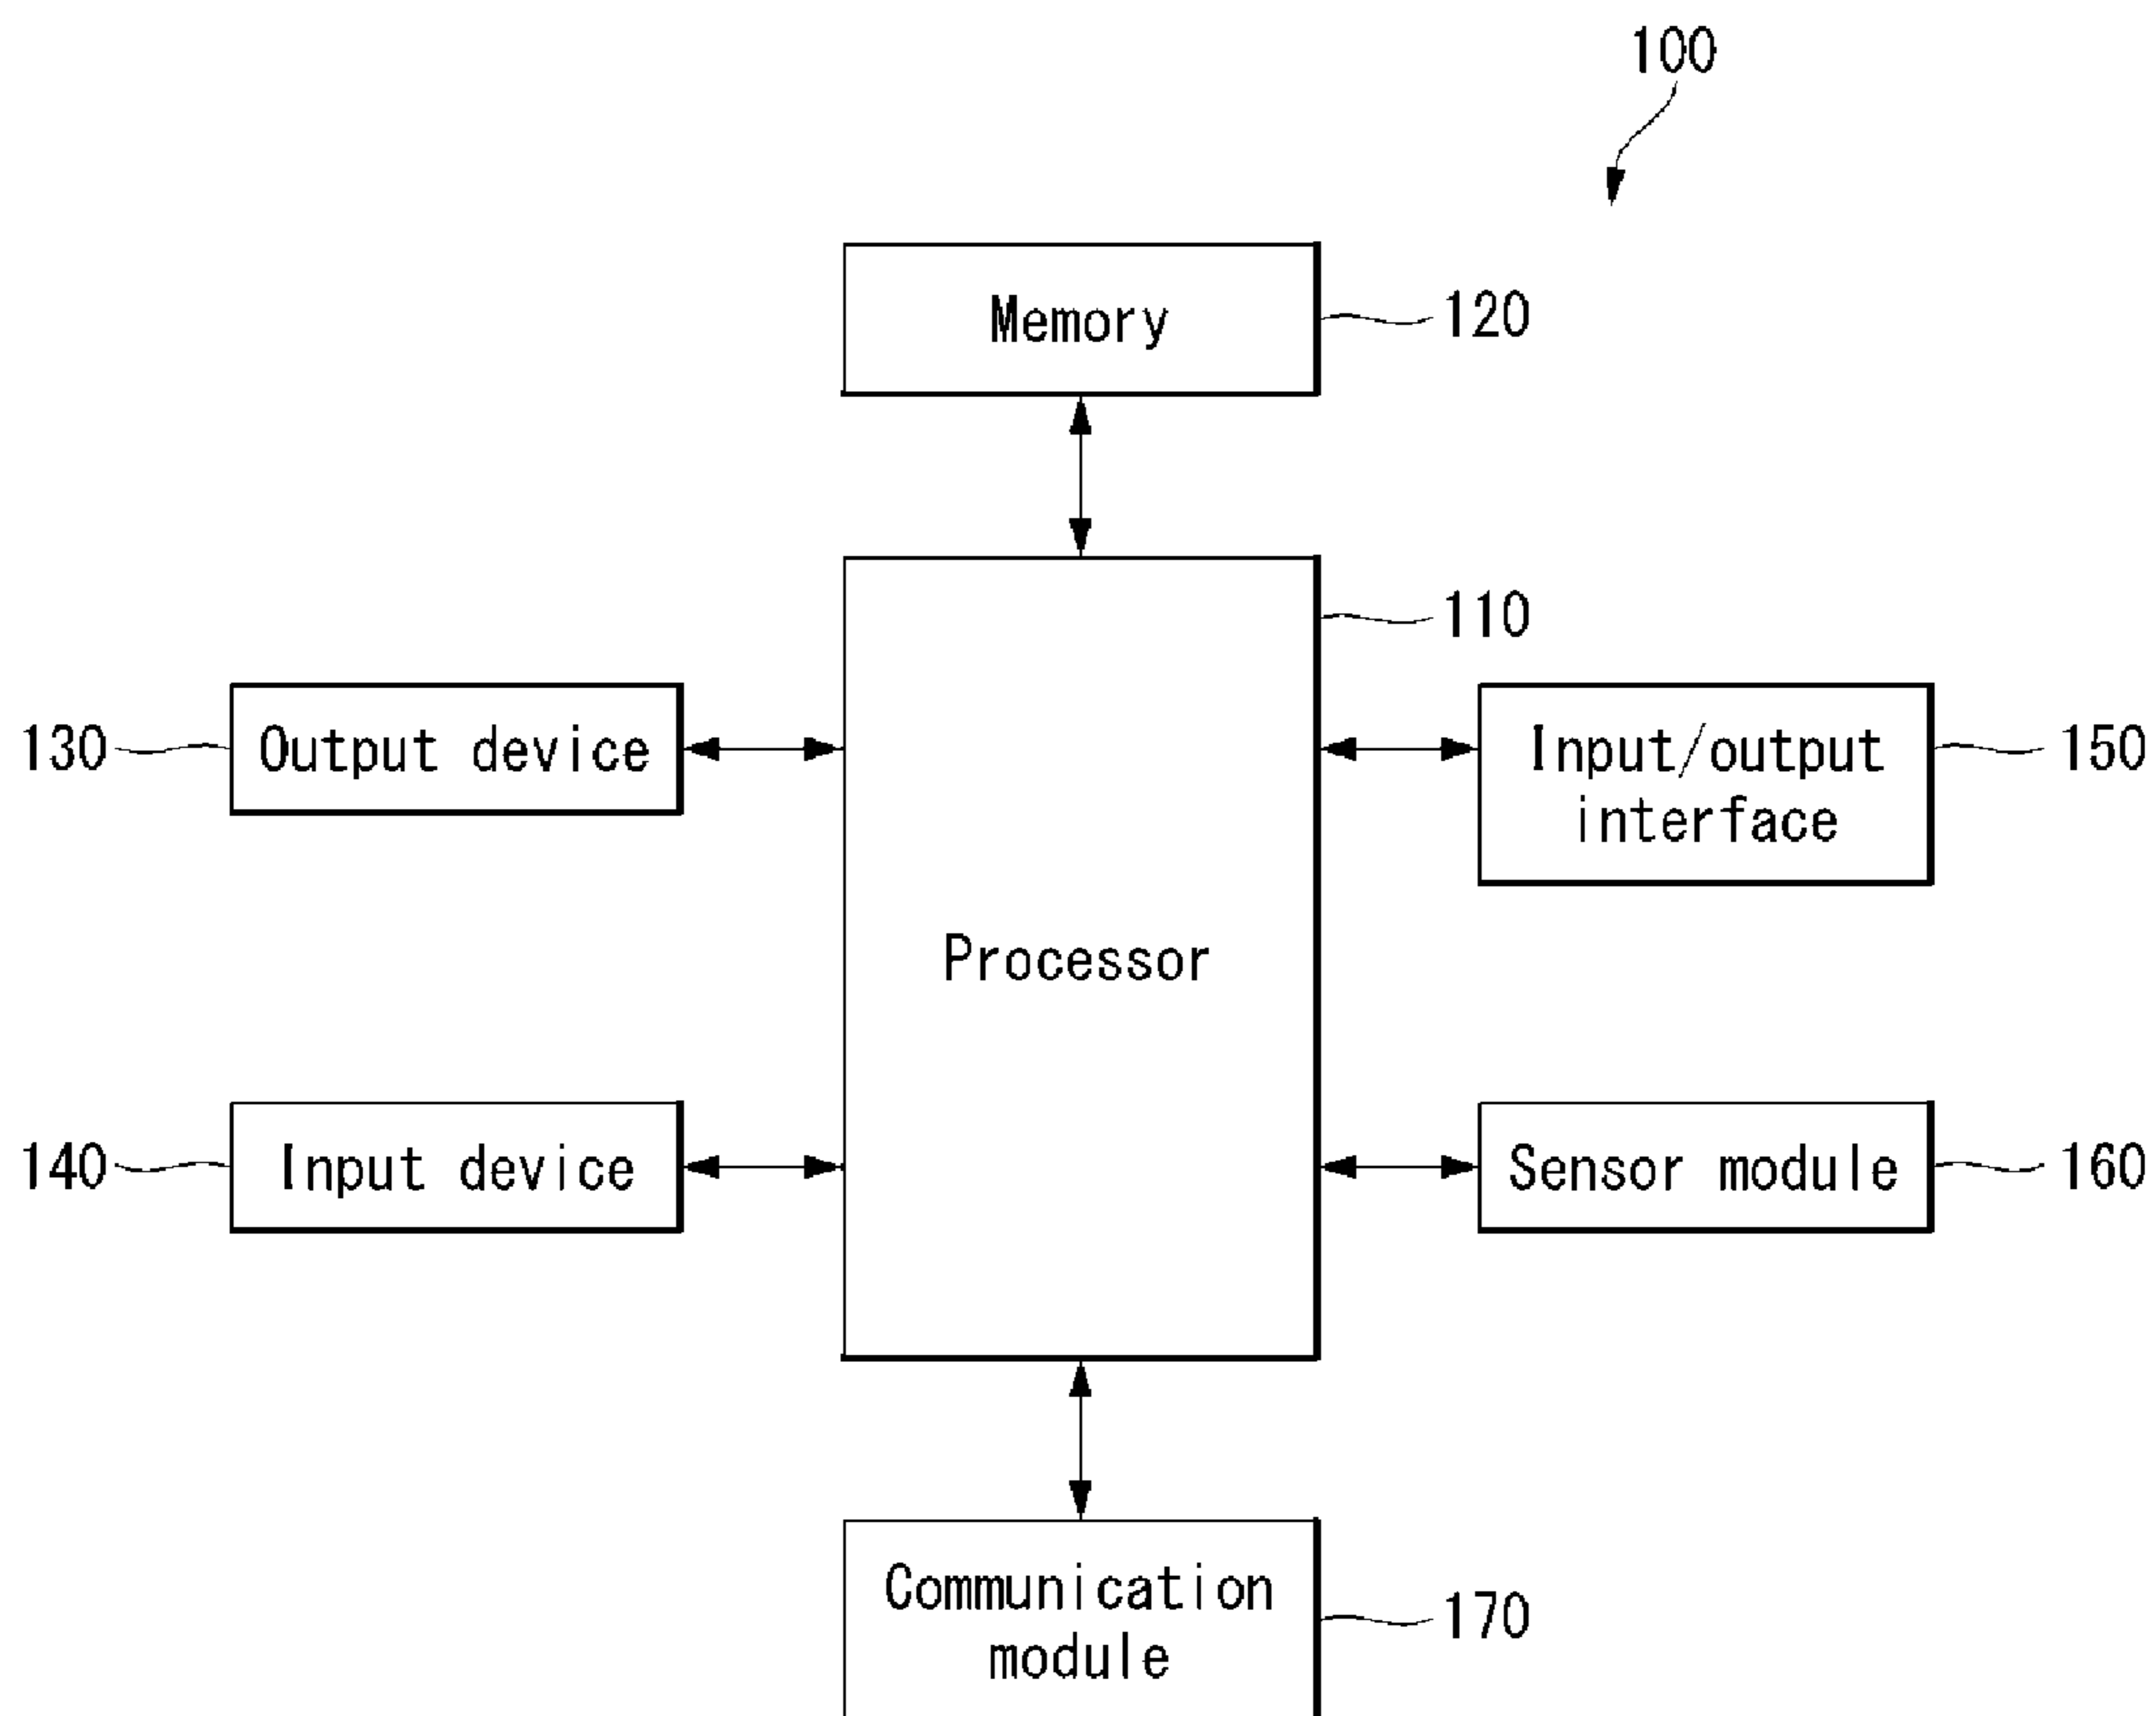 100
Memory
120
110
130
Output device
Input/output
interface
150
Processor
140
Input device
Sensor module
160
Communication
module
170